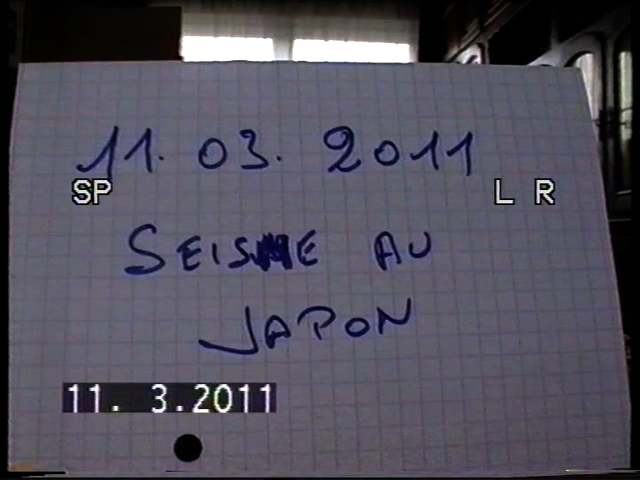 11. 03. 2011
SP L R
SEISME AU
JAPON
11. 3.2011